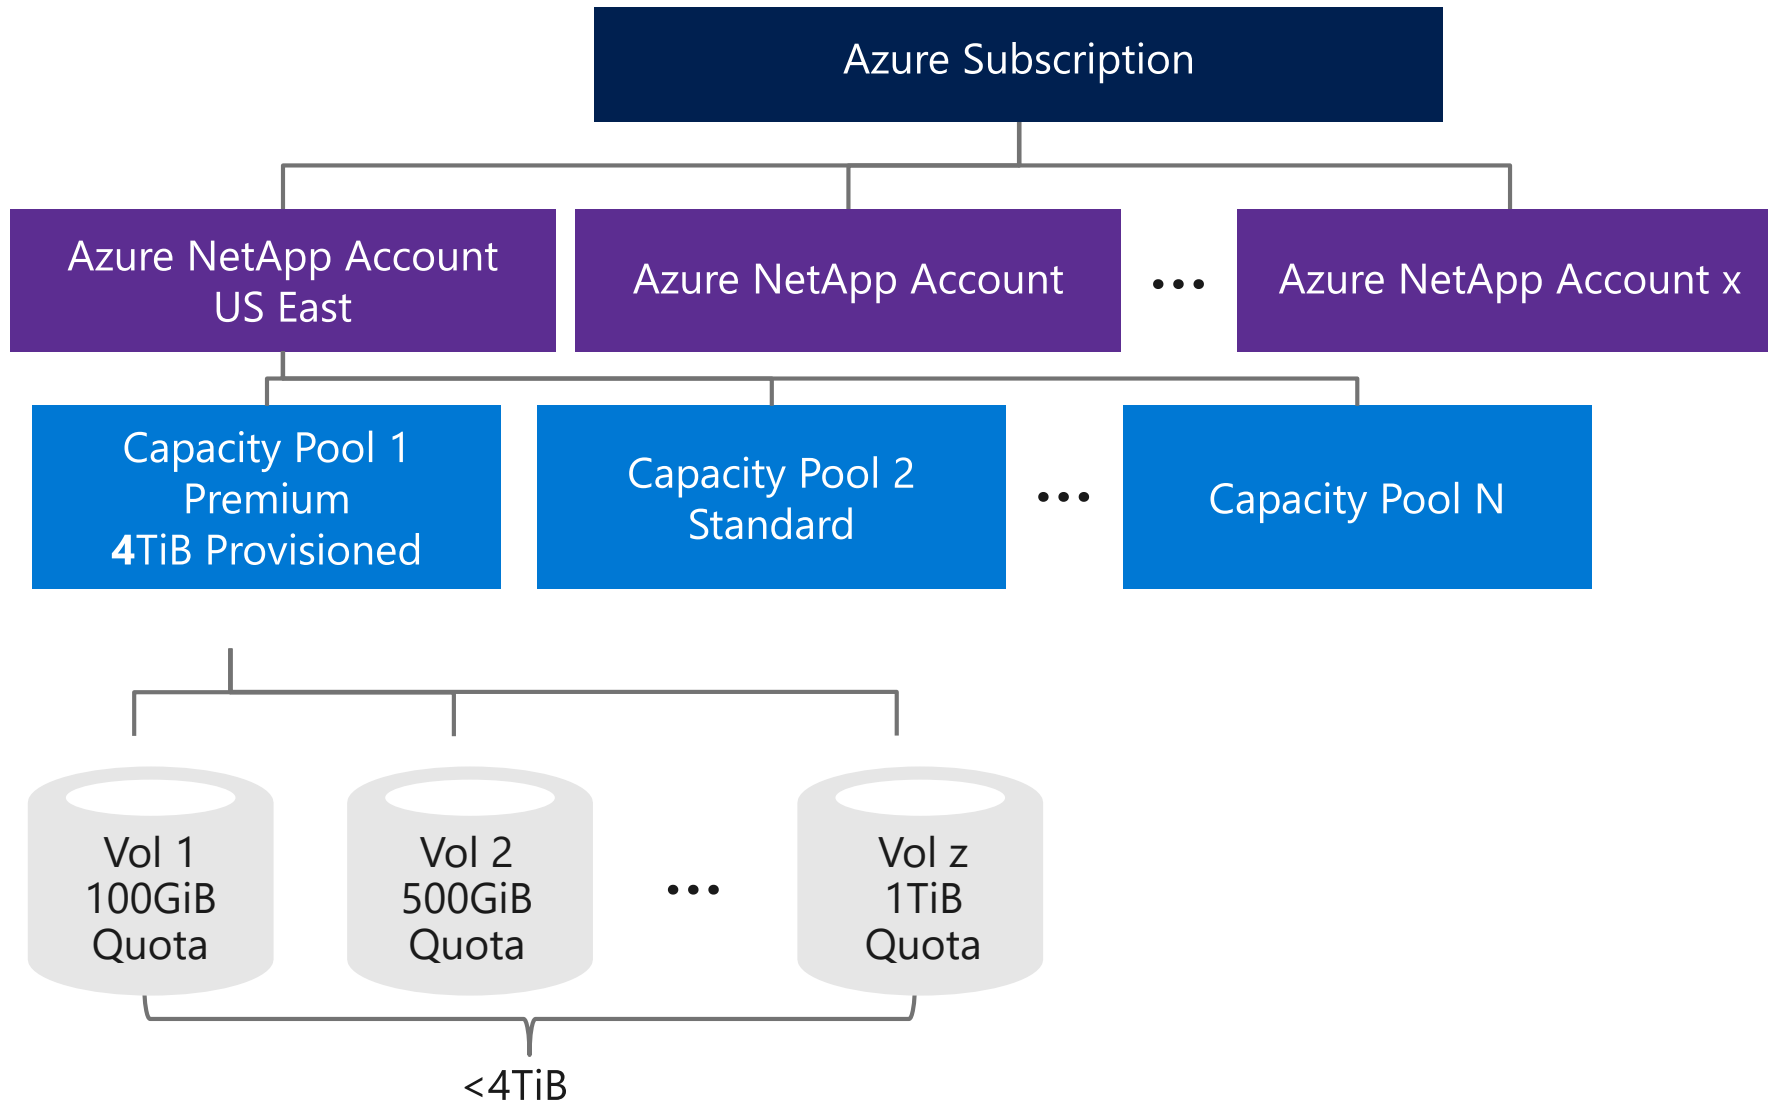 Azure Subscription
Azure NetApp Account
US East
Azure NetApp Account
...
Azure NetApp Account x
Capacity Pool 1
Premium
4TiB Provisioned
Capacity Pool 2
Standard
...
Capacity Pool N
Vol 1
100GiB
Quota
Vol 2
500GiB
Quota
...
Vol z
1TiB
Quota
<4TiB